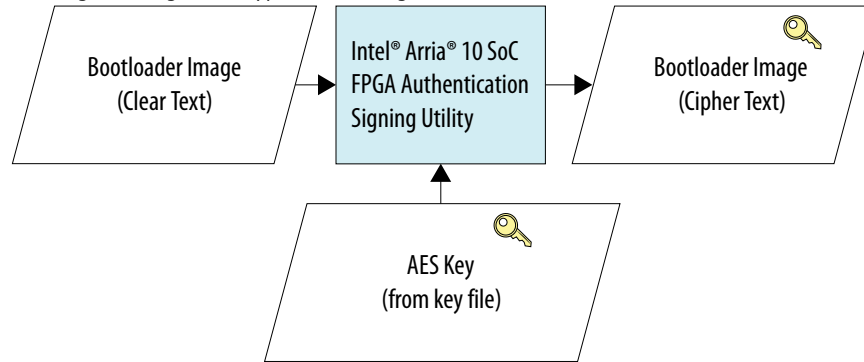 Bootloader Image
(Clear Text)
Intel® Arria® 10 SoC
FPGA Authentication
Signing Utility
Bootloader Image
(Cipher Text)
AES Key
(from key file)